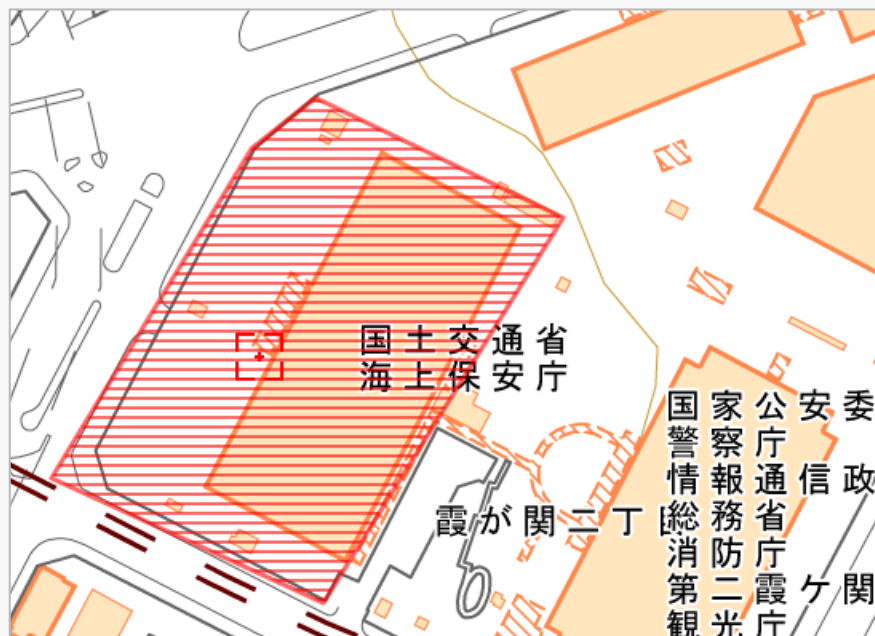 国土交通省
海上保安庁
国家公安委
警察庁
情報通信政
霞が関二丁目
総務省
消防庁
第二霞ケ関
観光庁